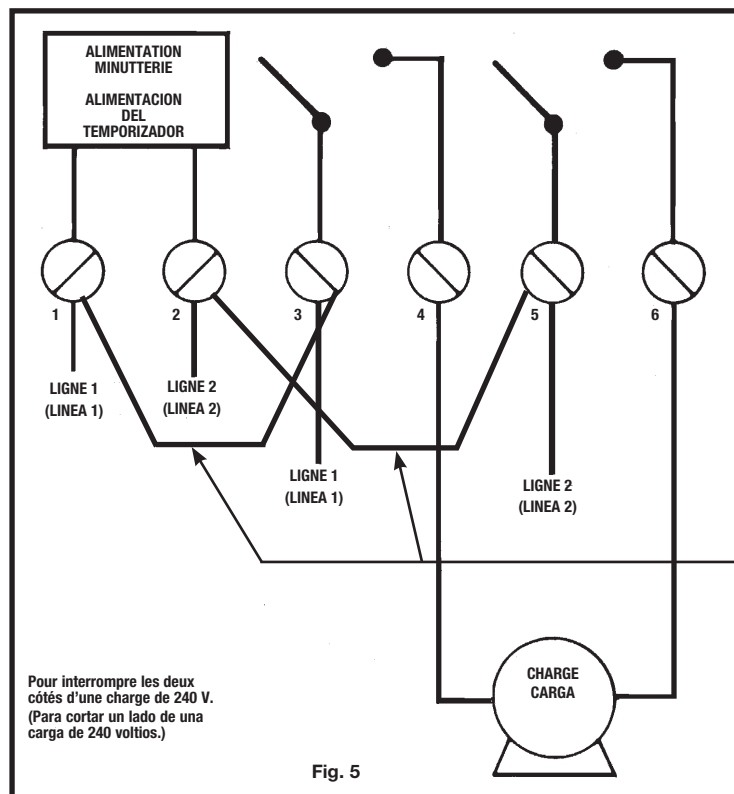 ALIMENTATION
MINUTTERIE
ALIMENTACION
DEL
TEMPORIZADOR
1
2
3
4
5
6
LIGNE 1
(LINEA 1)
LIGNE 2
(LINEA 2)
LIGNE 1
(LINEA 1)
LIGNE 2
(LINEA 2)
CHARGE
CARGA
Pour interrompre les deux
cótés d'une charge de 240 V.
(Para cortar un lado de una
carga de 240 voltios.)
Fig. 5